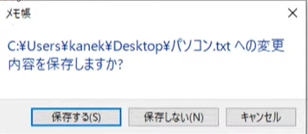 メモ帳
C:¥Users¥kanek¥Desktop¥パソコン.txt への変更
内容を保存しますか?
保存する(S)
保存しない(N)
キャンセル